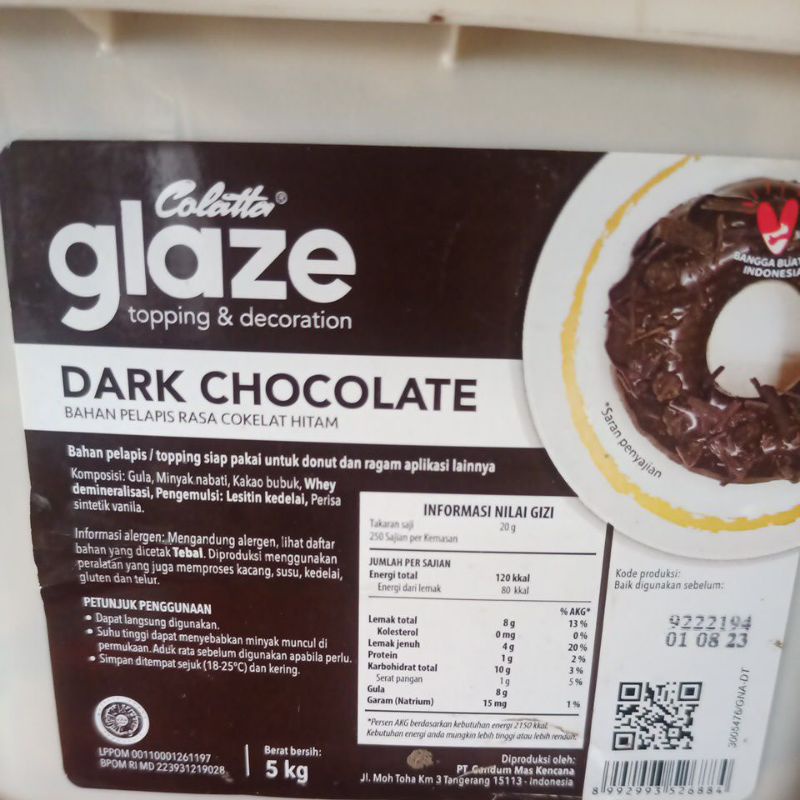 Colatta®
glaze
topping & decoration
DARK CHOCOLATE
BAHAN PELAPIS RASA COKELAT HITAM
Bahan pelapis / topping siap pakai untuk donut dan ragam aplikasi lainnya
Komposisi: Gula, Minyak nabati, Kakao bubuk, Whey
demineralisasi, Pengemulsi: Lesitin kedelai, Perisa
sintetik vanila.
Informasi alergen: Mengandung alergen, lihat daftar
bahan yang dicetak Tebal. Diproduksi menggunakan
peralatan yang juga memproses kacang, susu, kedelai,
gluten dan telur.
PETUNJUK PENGGUNAAN
• Dapat langsung digunakan.
• Suhu tinggi dapat menyebabkan minyak muncul di
permukaan. Aduk rata sebelum digunakan apabila perlu.
• Simpan ditempat sejuk (18-25°C) dan kering.
LPPOM 00110001261197
BPOM RI MD 223931219028
Berat bersih:
5 kg
INFORMASI NILAI GIZI
Takaran saji 20 g
250 Sajian per Kemasan
JUMLAH PER SAJIAN
Energi total 120 kkal
Energi dari lemak 80 kkal
% AKG*
Lemak total 8 g 13 %
Kolesterol 0 mg 0 %
Lemak jenuh 4 g 20 %
Protein 1 g 2 %
Karbohidrat total 10 g 3 %
Serat pangan 1 g 5 %
Gula 8 g
Garam (Natrium) 15 mg 1 %
*Persen AKG berdasarkan kebutuhan energi 2150 kkal.
Kebutuhan energi anda mungkin lebih tinggi atau lebih rendah.
Diproduksi oleh:
PT. Gandum Mas Kencana
Jl. Moh Toha Km 3 Tangerang 15113 - Indonesia
BANGGA BUAT
INDONESIA
*Saran penyajian
Kode produksi:
Baik digunakan sebelum:
9222194
01 08 23
3005476/GNA-DT
8 992993 526884